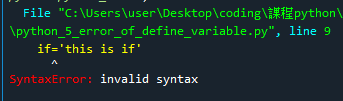 File "C:\Users\user\Desktop\coding\課程python\
\python_5_error_of_define_variable.py", line 9
if='this is if'
^
SyntaxError: invalid syntax